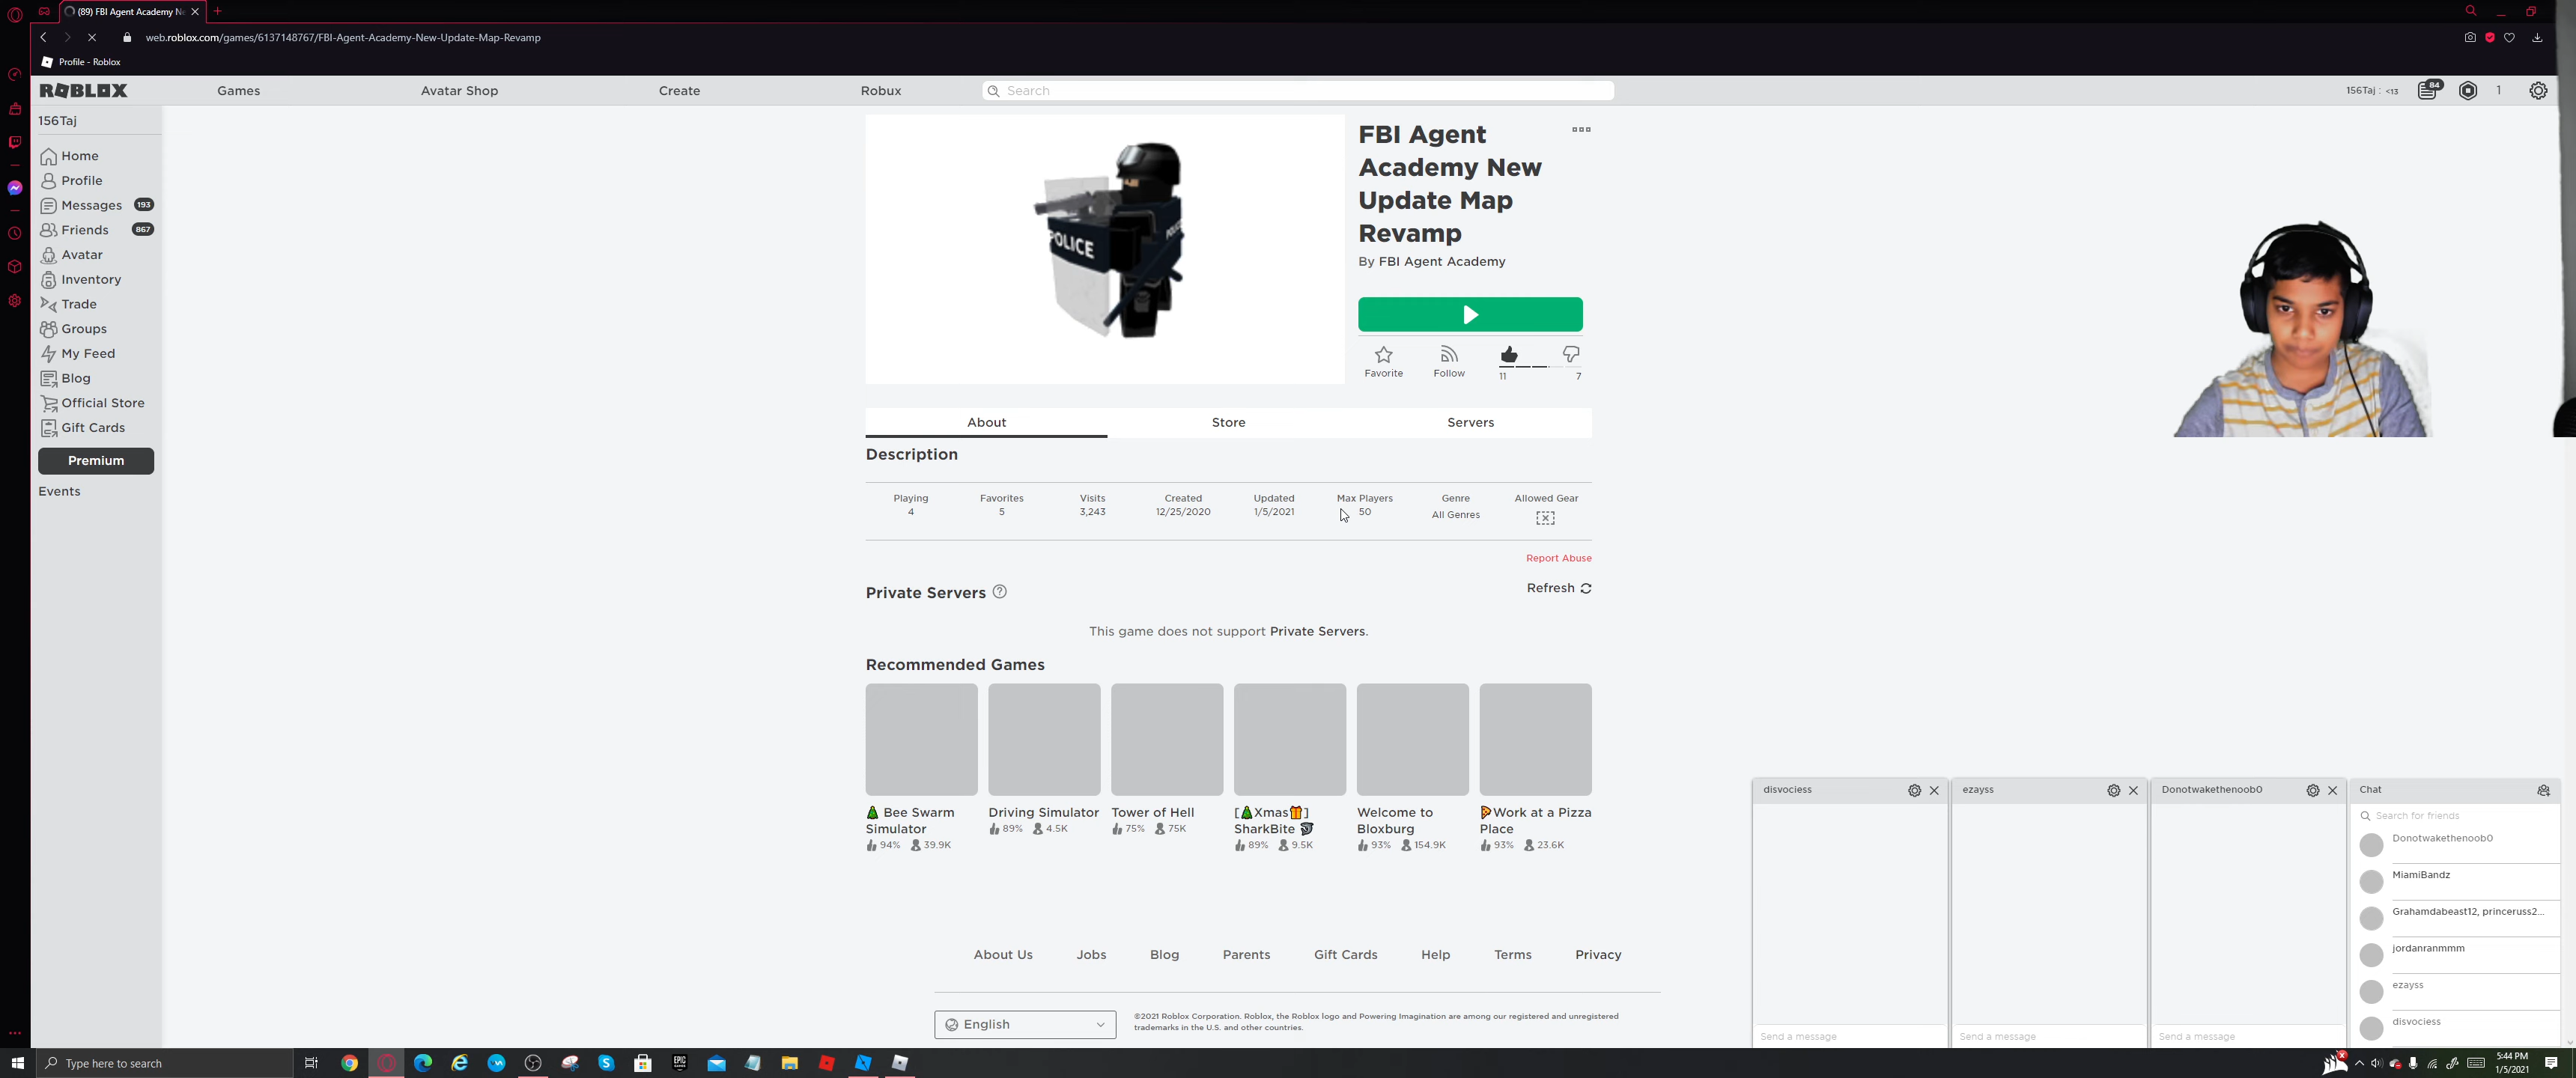 (89) FBI Agent Academy Ne
web.roblox.com/games/6137148767/FBI-Agent-Academy-New-Update-Map-Revamp
Profile - Roblox
ROBLOX
Games
Avatar Shop
Create
Robux
Search
156Taj : <13
84
1
156Taj
Home
Profile
Messages 193
Friends 867
Avatar
Inventory
Trade
Groups
My Feed
Blog
Official Store
Gift Cards
Premium
Events
POLICE
FBI Agent
Academy New
Update Map
Revamp
By FBI Agent Academy
Favorite
Follow
11
7
About
Store
Servers
Description
Playing
4
Favorites
5
Visits
3,243
Created
12/25/2020
Updated
1/5/2021
Max Players
50
Genre
All Genres
Allowed Gear
Report Abuse
Private Servers
Refresh
This game does not support Private Servers.
Recommended Games
🎄 Bee Swarm
Simulator
94% 39.9K
Driving Simulator
89% 4.5K
Tower of Hell
75% 75K
[🎄Xmas🎁]
SharkBite 🦈
89% 9.5K
Welcome to
Bloxburg
93% 154.9K
🍕Work at a Pizza
Place
93% 23.6K
About Us
Jobs
Blog
Parents
Gift Cards
Help
Terms
Privacy
English
©2021 Roblox Corporation. Roblox, the Roblox logo and Powering Imagination are among our registered and unregistered
trademarks in the U.S. and other countries.
disvociess
Send a message
ezayss
Send a message
Donotwakethenoob0
Send a message
Chat
Search for friends
Donotwakethenoob0
MiamiBandz
Grahamdabeast12, princeruss2...
jordanranmmm
ezayss
disvociess
Type here to search
EPIC
GAMES
5:44 PM
1/5/2021